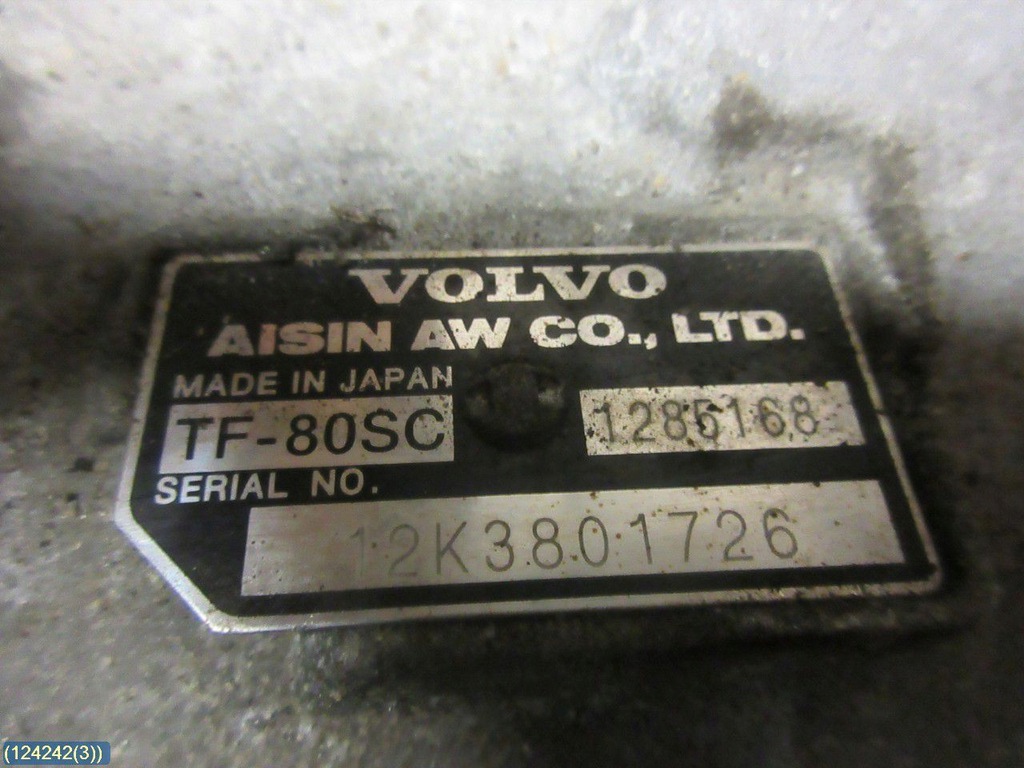 VOLVO
AISIN AW CO., LTD.
MADE IN JAPAN
TF-80SC 1285168
SERIAL NO.
12K3801726
(124242(3))